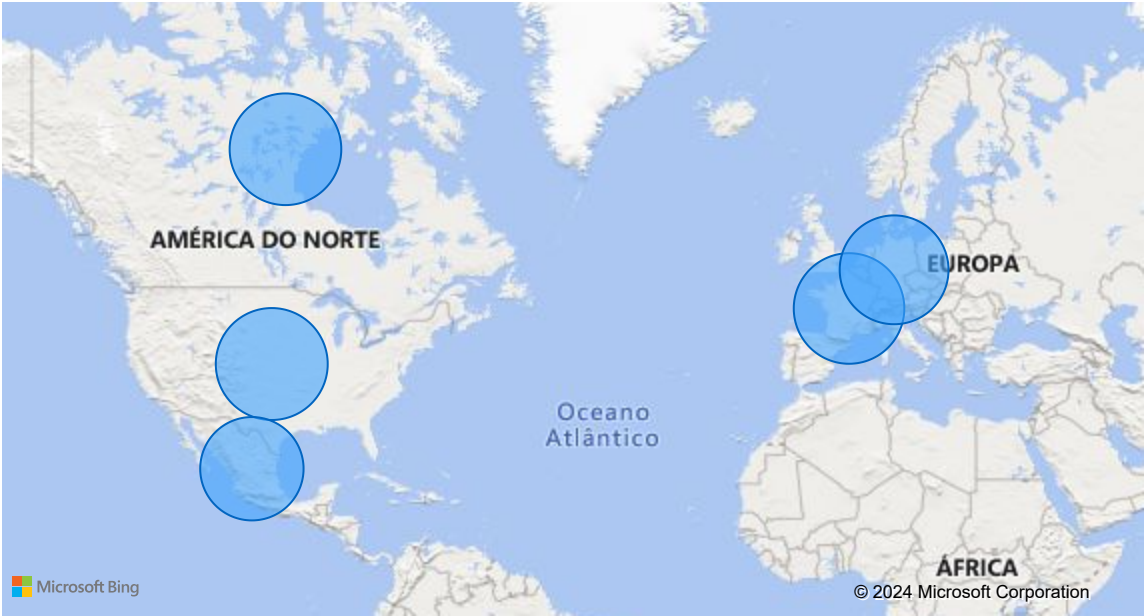 AMÉRICA DO NORTE
EUROPA
Oceano
Atlântico
ÁFRICA
Microsoft Bing
© 2024 Microsoft Corporation